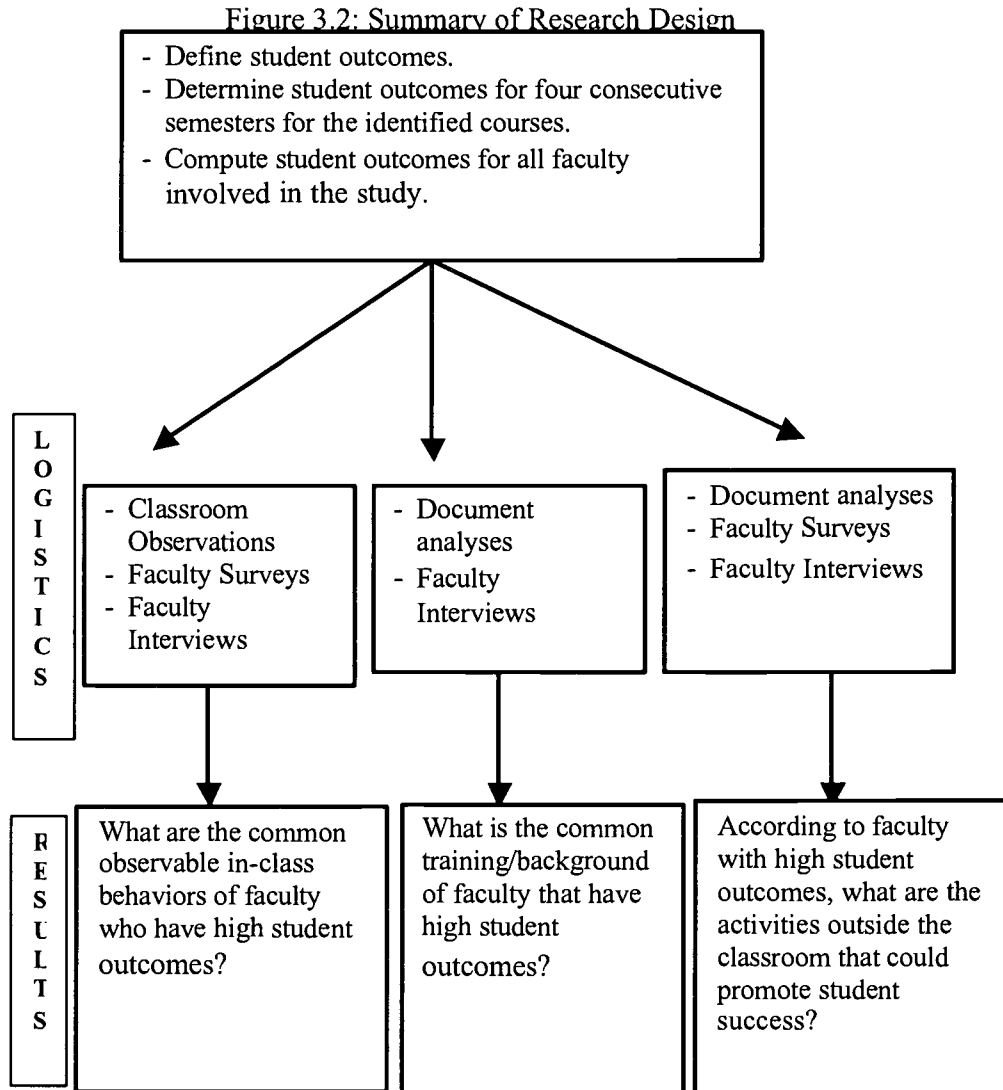 Figure 3.2: Summary of Research Design
- Define student outcomes.
- Determine student outcomes for four consecutive
semesters for the identified courses.
- Compute student outcomes for all faculty
involved in the study.
L
O
G
I
S
T
I
C
S
- Classroom
Observations
- Faculty Surveys
- Faculty
Interviews
- Document
analyses
- Faculty
Interviews
- Document analyses
- Faculty Surveys
- Faculty Interviews
R
E
S
U
L
T
S
What are the common
observable in-class
behaviors of faculty
who have high student
outcomes?
What is the common
training/background
of faculty that have
high student
outcomes?
According to faculty
with high student
outcomes, what are the
activities outside the
classroom that could
promote student
success?